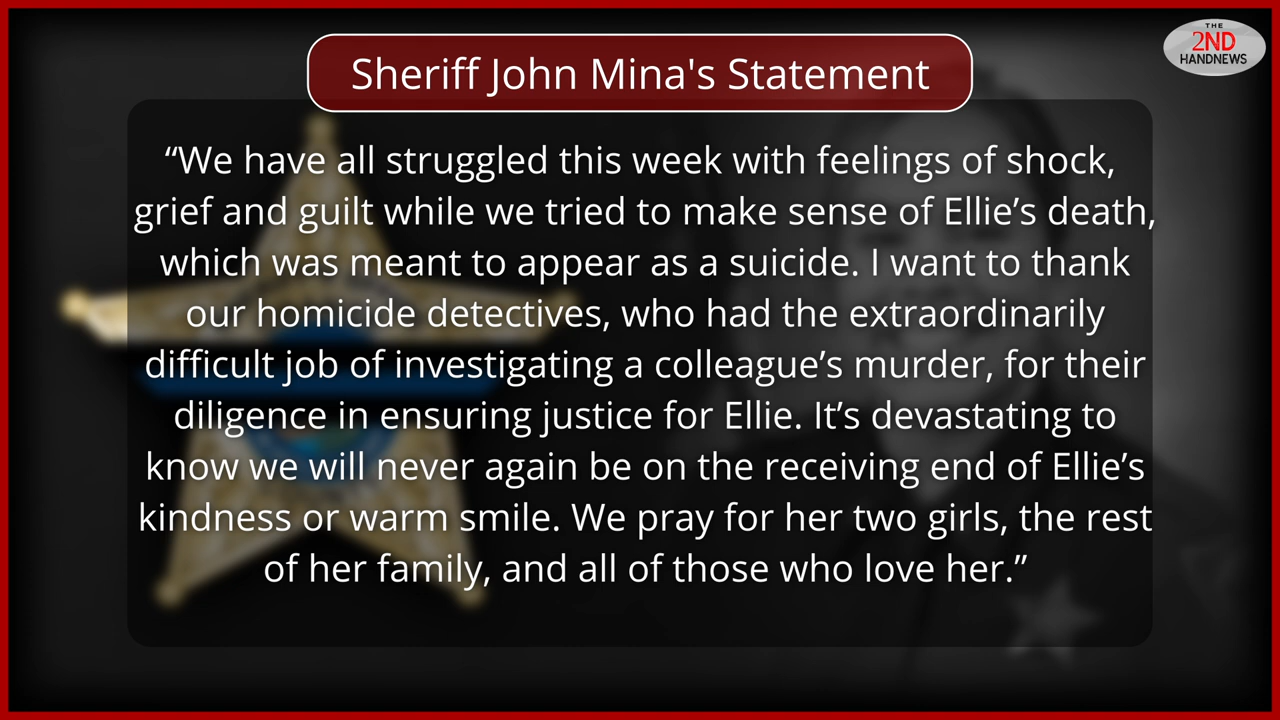 THE
2ND
HANDNEWS
Sheriff John Mina's Statement
“We have all struggled this week with feelings of shock,
grief and guilt while we tried to make sense of Ellie’s death,
which was meant to appear as a suicide. I want to thank
our homicide detectives, who had the extraordinarily
difficult job of investigating a colleague’s murder, for their
diligence in ensuring justice for Ellie. It’s devastating to
know we will never again be on the receiving end of Ellie’s
kindness or warm smile. We pray for her two girls, the rest
of her family, and all of those who love her.”